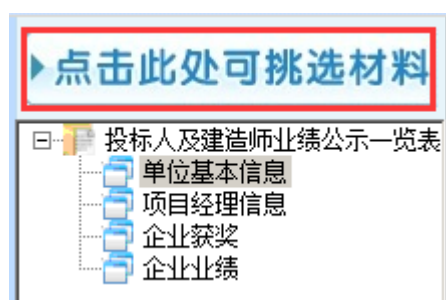 点击此处可挑选材料
投标人及建造师业绩公示一览表
单位基本信息
项目经理信息
企业获奖
企业业绩